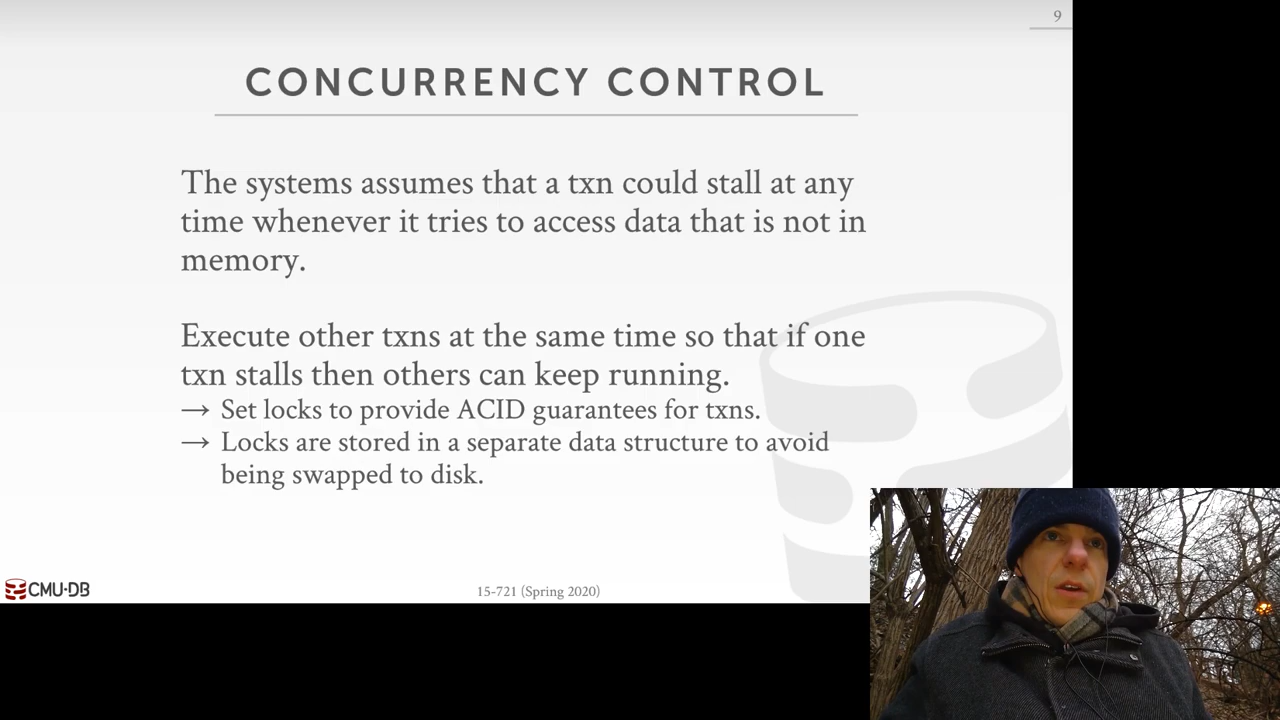 9
CONCURRENCY CONTROL
The systems assumes that a txn could stall at any
time whenever it tries to access data that is not in
memory.
Execute other txns at the same time so that if one
txn stalls then others can keep running.
→ Set locks to provide ACID guarantees for txns.
→ Locks are stored in a separate data structure to avoid
being swapped to disk.
CMU·DB
15-721 (Spring 2020)